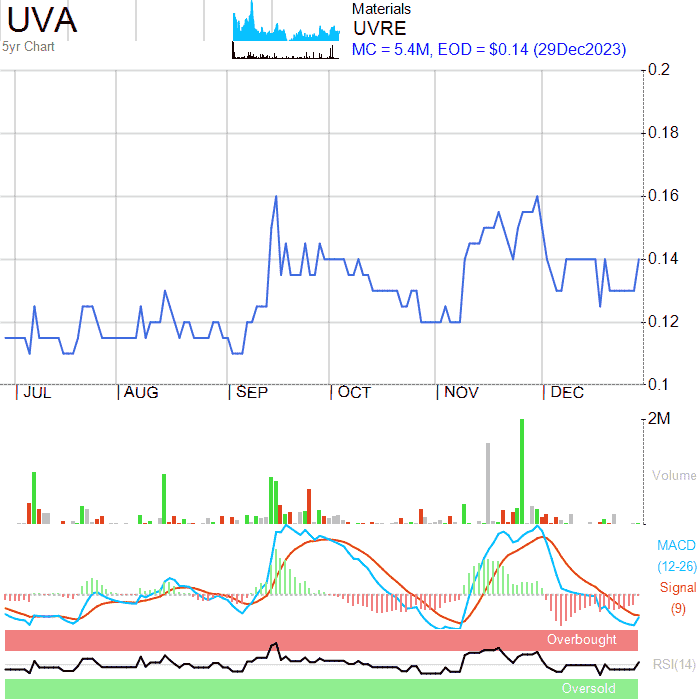 UVA
5yr Chart
Materials
UVRE
MC = 5.4M, EOD = $0.14 (29Dec2023)
0.2
0.18
0.16
0.14
0.12
0.1
JUL AUG SEP OCT NOV DEC
2M
Volume
MACD
(12-26)
Signal
(9)
Overbought
RSI(14)
Oversold